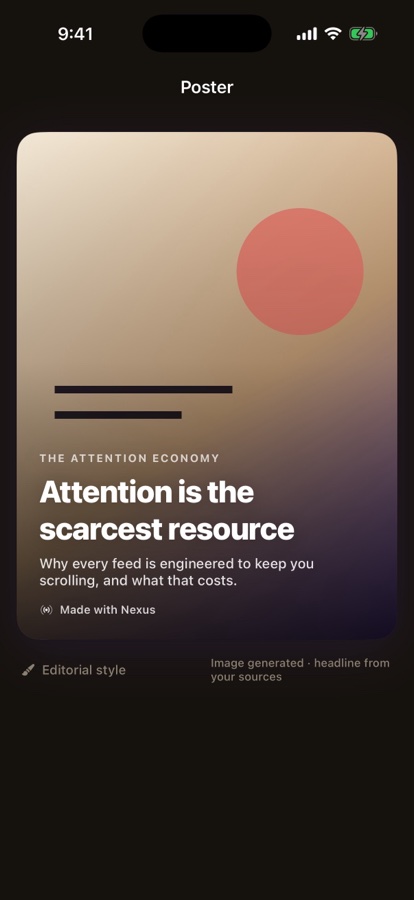 9:41
Poster
THE ATTENTION ECONOMY
Attention is the
scarcest resource
Why every feed is engineered to keep you
scrolling, and what that costs.
Made with Nexus
Editorial style
Image generated · headline from
your sources